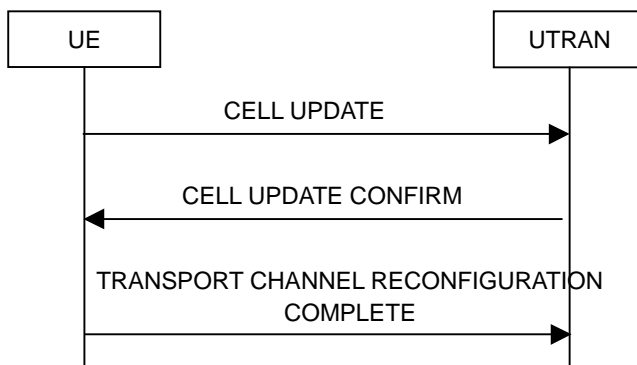 UE
UTRAN
CELL UPDATE
CELL UPDATE CONFIRM
TRANSPORT CHANNEL RECONFIGURATION
COMPLETE